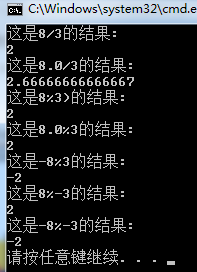 C:\Windows\system32\cmd.e
这是8/3的结果:
2
这是8.0/3的结果:
2.66666666666667
这是8%3>的结果:
2
这是8.0%3的结果:
2
这是-8%3的结果:
-2
这是8%-3的结果:
2
这是-8%-3的结果:
-2
请按任意键继续. . .